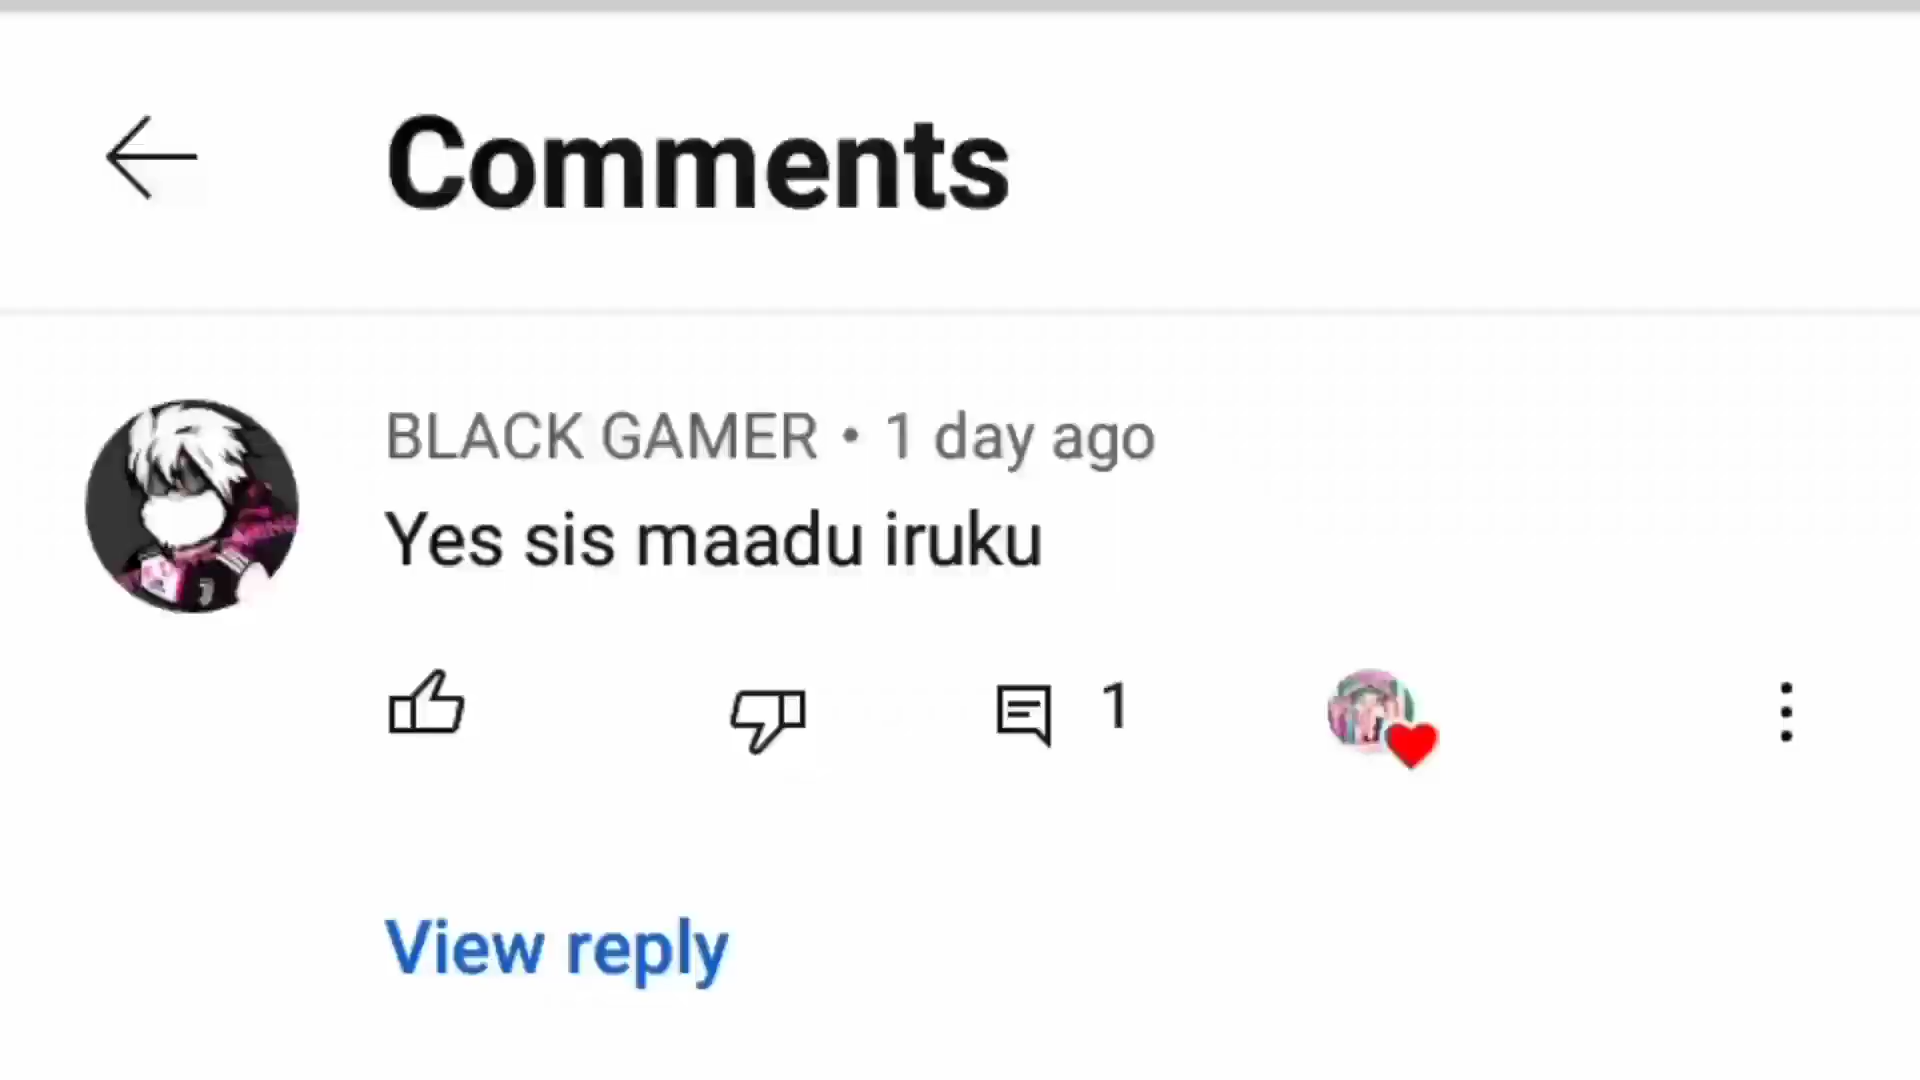 Comments
BLACK GAMER • 1 day ago
Yes sis maadu iruku
1
View reply